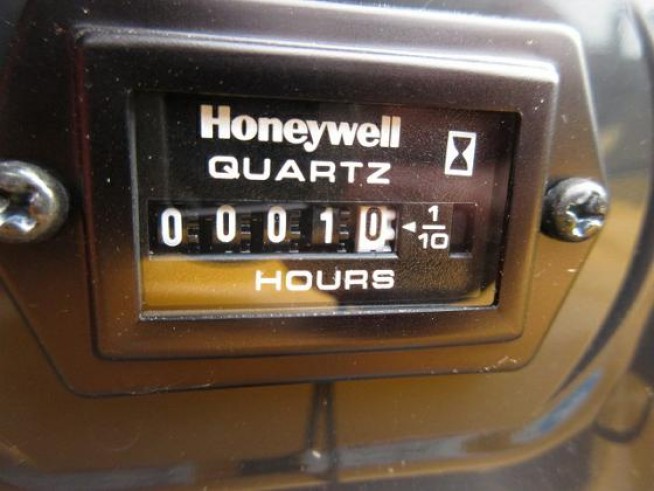 Honeywell
QUARTZ
00010 ◄ 1/10
HOURS